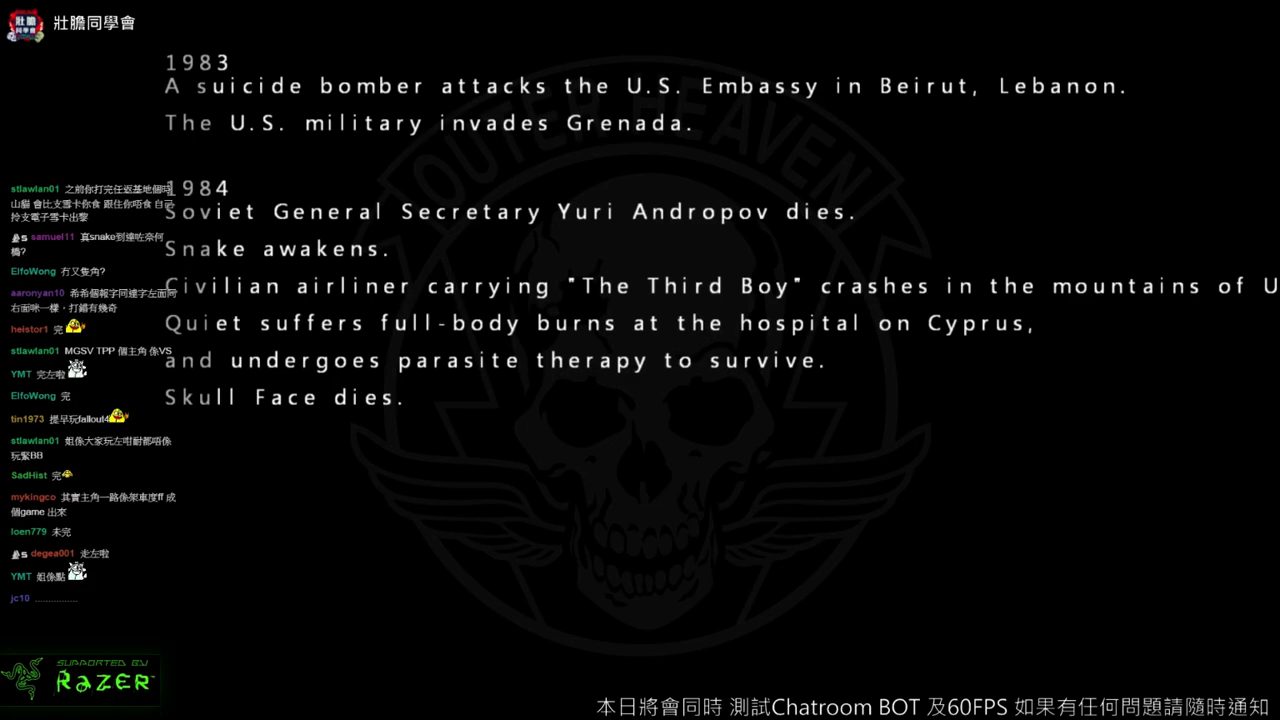 壯膽同學會
1983
A suicide bomber attacks the U.S. Embassy in Beirut, Lebanon.
The U.S. military invades Grenada.
1984
Soviet General Secretary Yuri Andropov dies.
Snake awakens.
Civilian airliner carrying "The Third Boy" crashes in the mountains of U
Quiet suffers full-body burns at the hospital on Cyprus,
and undergoes parasite therapy to survive.
Skull Face dies.
OUTER HEAVEN
stlawlan01 之前你打完任返基地個時
山貓 會比支雪卡你食 跟住你唔食 自己
拎支電子雪卡出黎
samuel11 真snake到達咗奈何
橋?
ElfoWong 冇又隻角?
aaronyan10 希希個報字同達字左面同
右面咪一樣，打錯有幾奇
heistor1 完
stlawlan01 MGSV TPP 個主角 係VS
YMT 完左啦
ElfoWong 完
tin1973 提早玩fallout4
stlawlan01 姐係大家玩左咁耐都唔係
玩緊BB
SadHist 完
mykingco 其實主角一路係架車度ff 成
個game 出來
loen779 未完
degea001 走左啦
YMT 姐係點
jc10 ................
SUPPORTED BY
RAZER
本日將會同時 測試Chatroom BOT 及60FPS 如果有任何問題請隨時通知